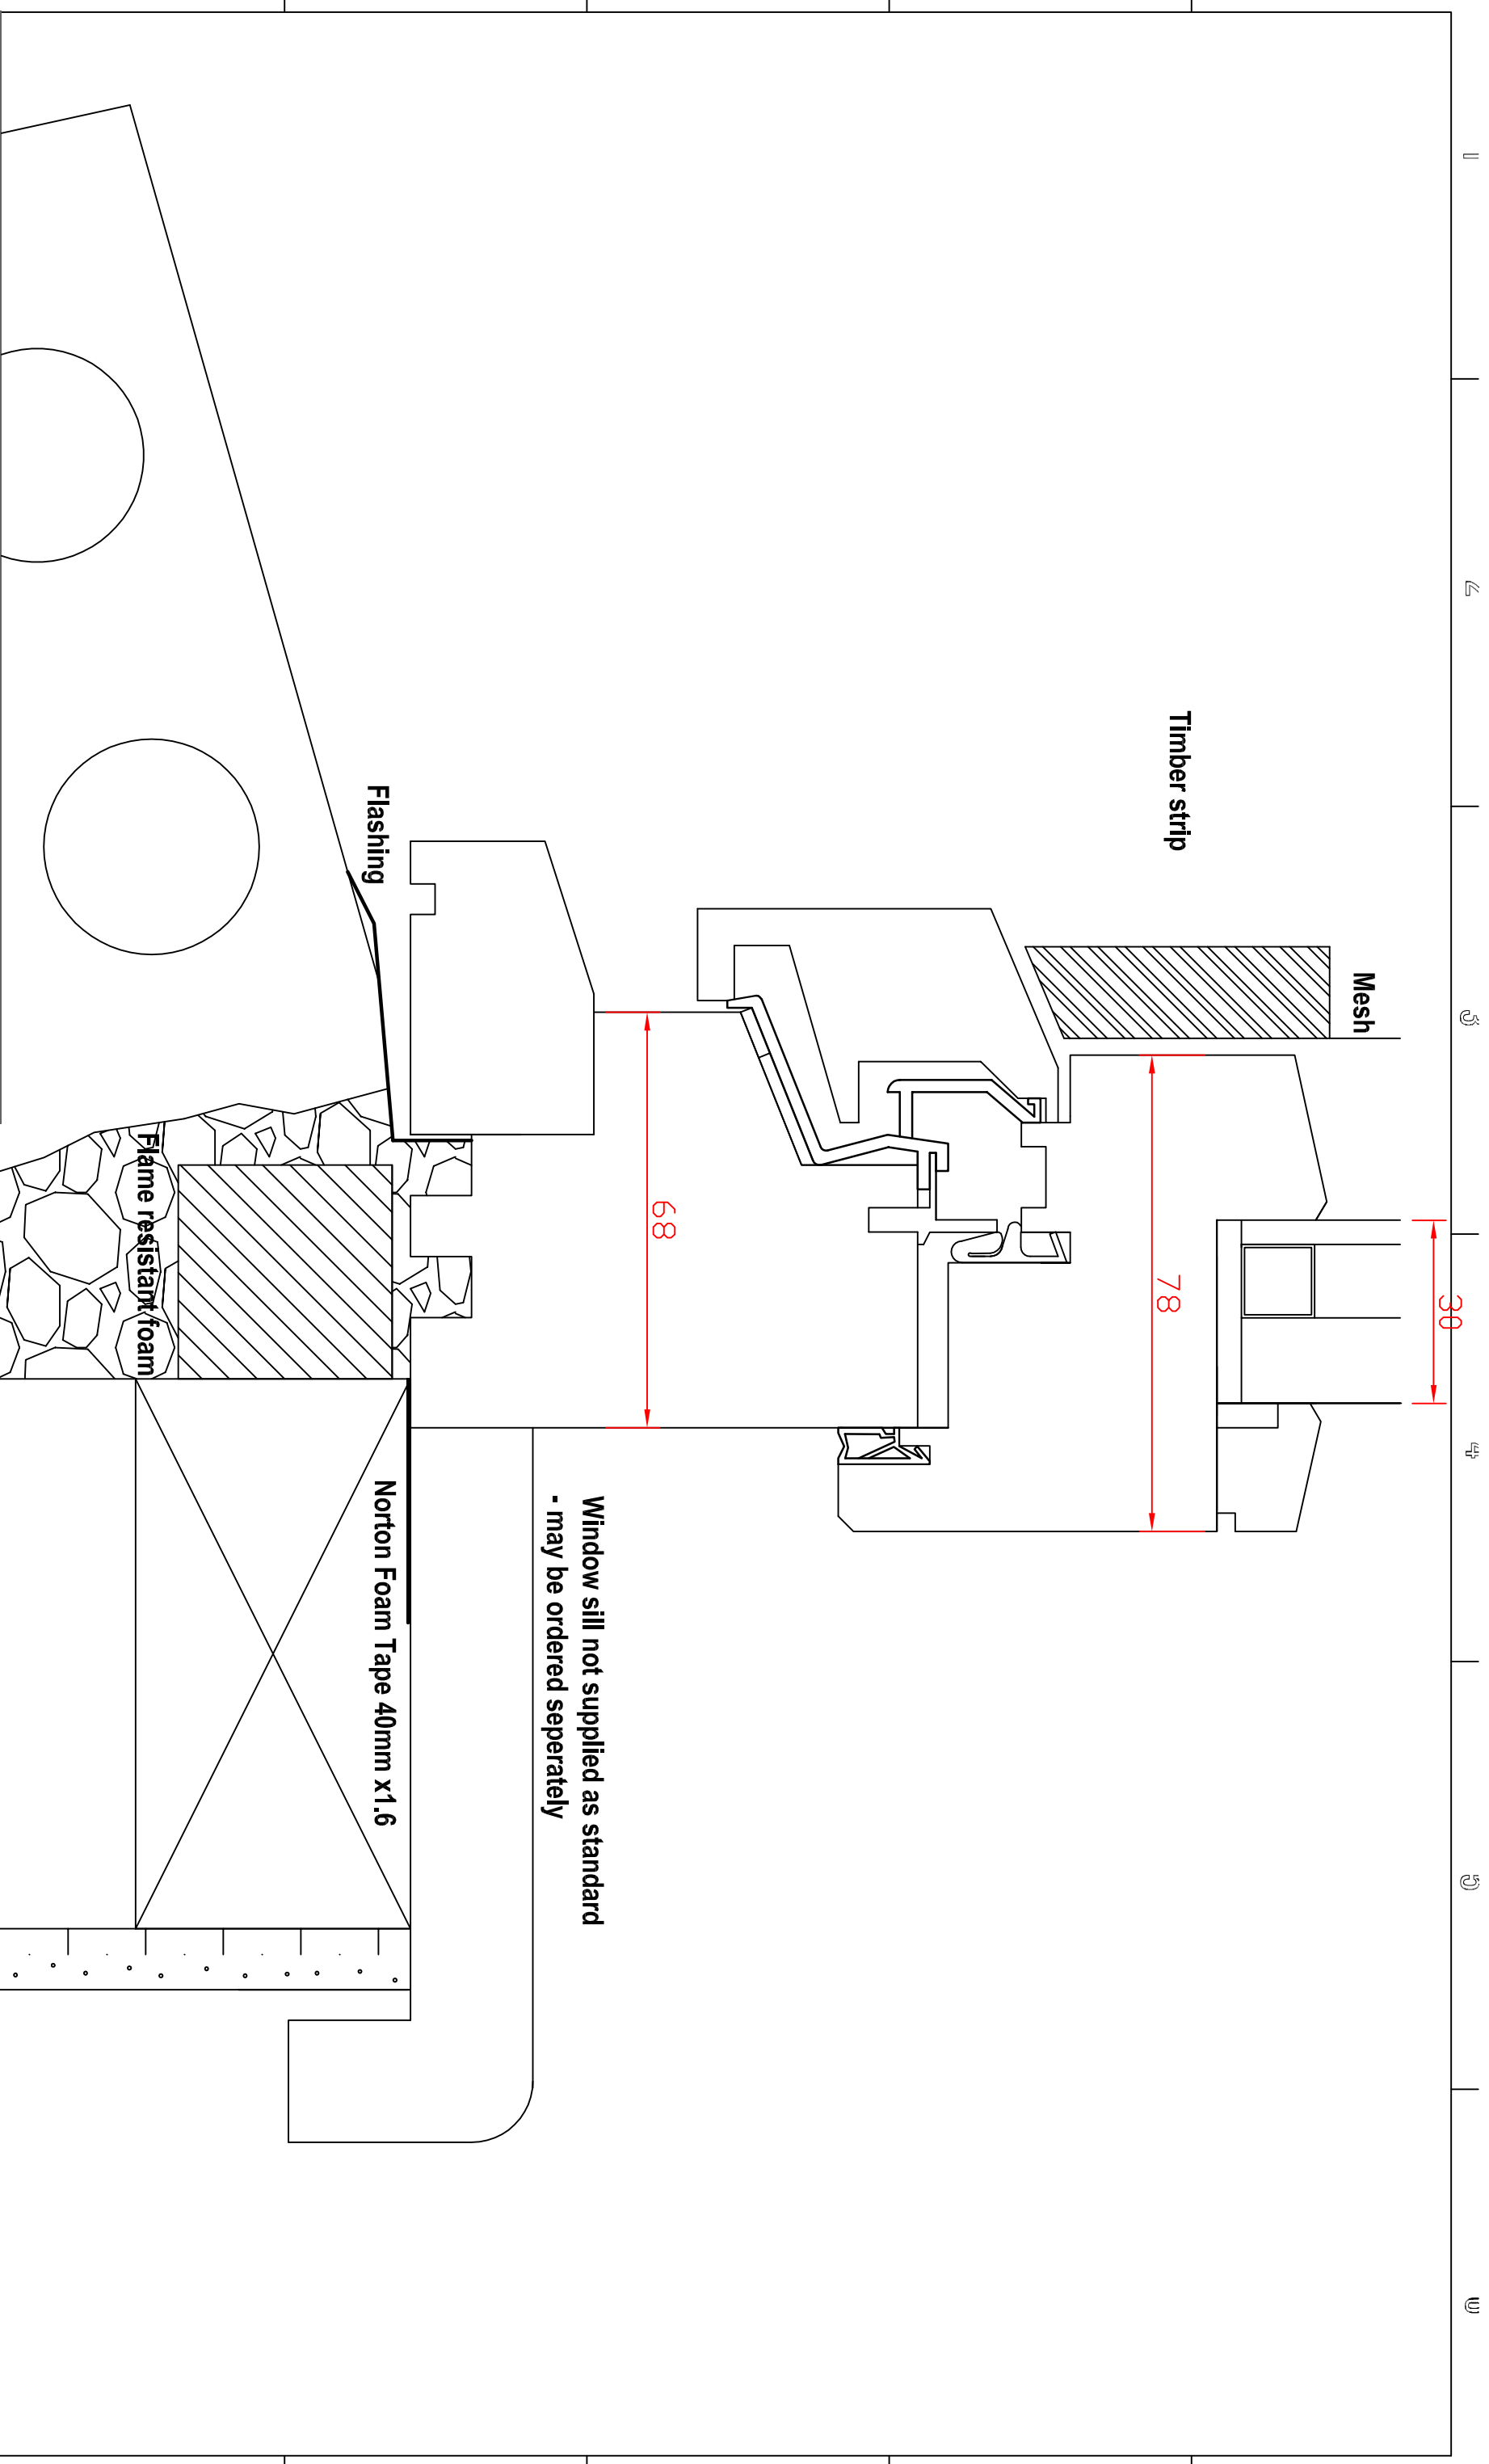 1 2 3 4 5 6
30
Mesh
Timber strip
78
68
Window sill not supplied as standard
- may be ordered seperately
Flashing
Norton Foam Tape 40mm x1.6
Flame resistant foam